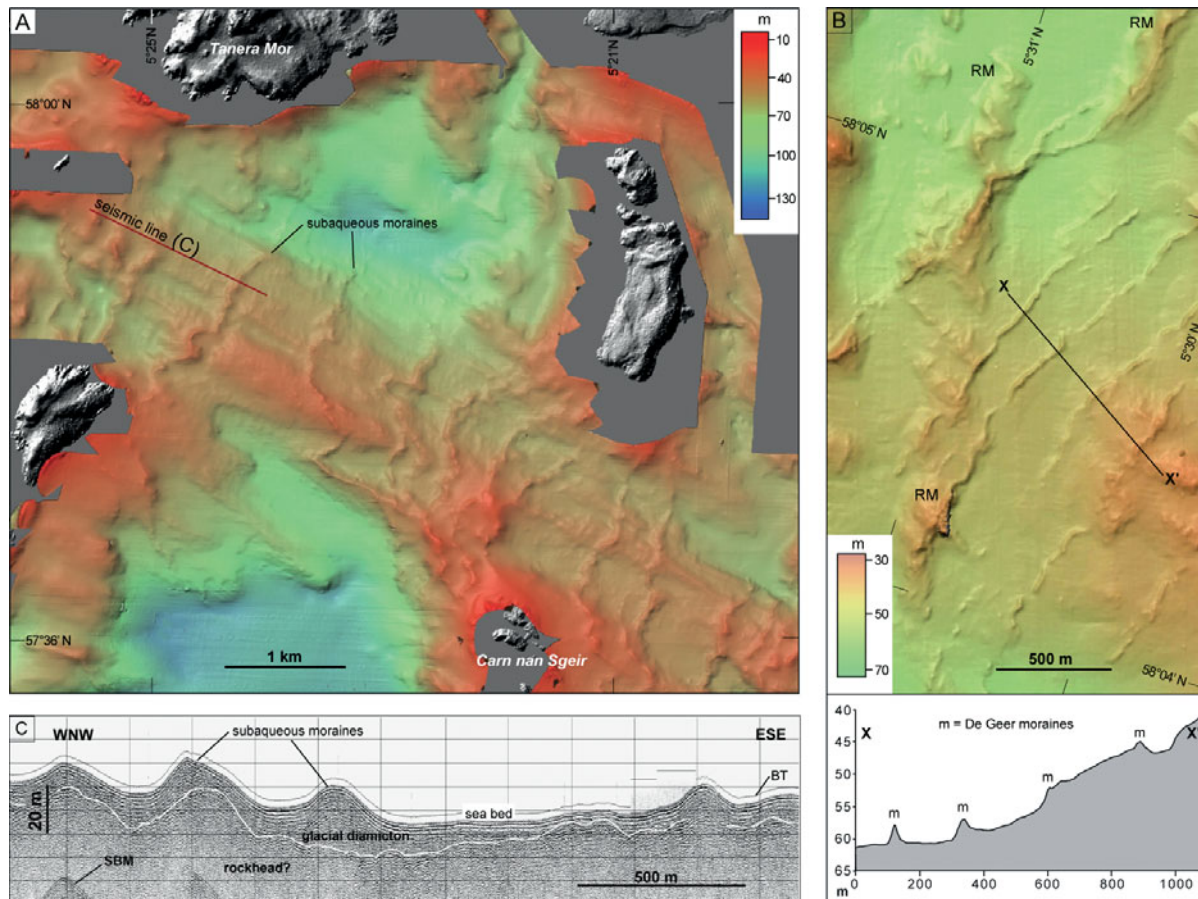 A
5°25
Tanera Mor
5°21
m
10
40
70
100
130
58°00' N
seismic line (C)
subaqueous moraines
57°36' N
1 km
Carn nan Sgeir
B
5°31 N
RM
RM
58°05' N
X
5°30 N
X'
RM
m
30
50
70
500 m
58°04' N
C
WNW
subaqueous moraines
ESE
BT
20 m
sea bed
glacial diamicton
SBM
rockhead?
500 m
40
X
m = De Geer moraines
X'
45
m
50
m
55
m
m
60
65
m
0
200
400
600
800
1000